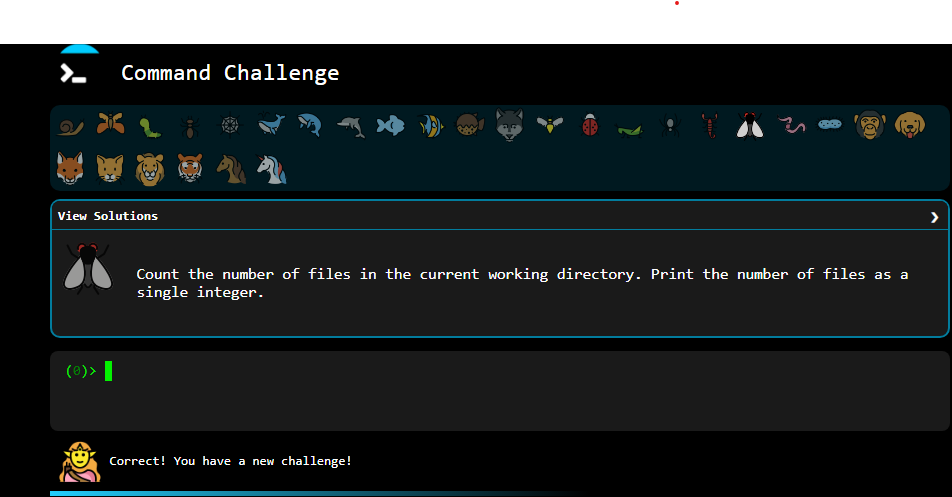 Command Challenge
View Solutions
Count the number of files in the current working directory. Print the number of files as a
single integer.
(0)>
Correct! You have a new challenge!